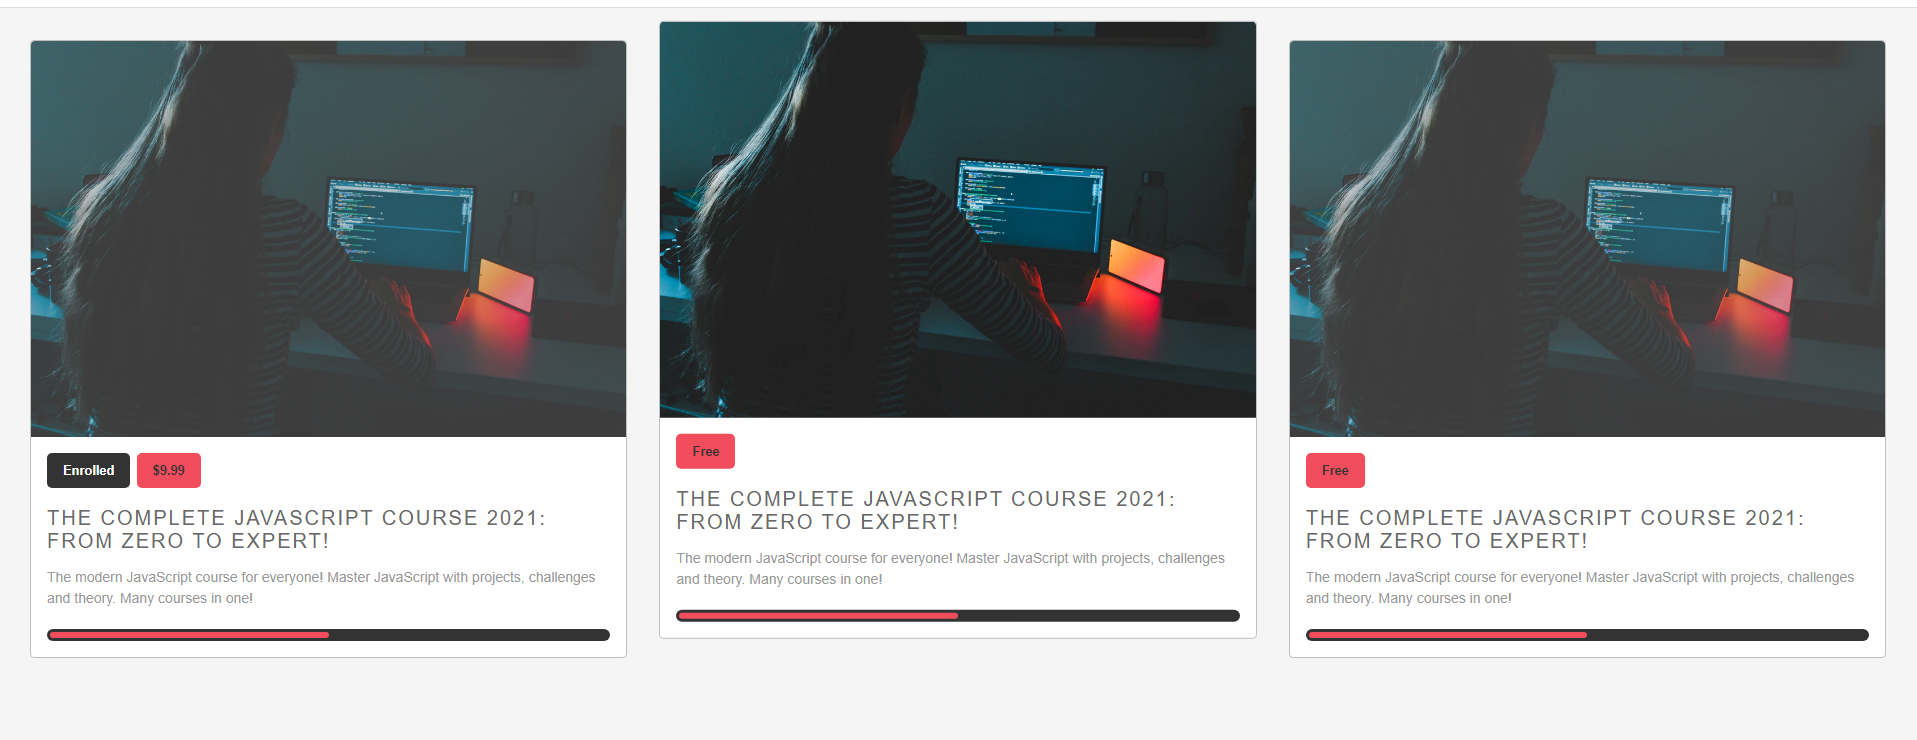 Enrolled $9.99
THE COMPLETE JAVASCRIPT COURSE 2021:
FROM ZERO TO EXPERT!
The modern JavaScript course for everyone! Master JavaScript with projects, challenges
and theory. Many courses in one!
Free
THE COMPLETE JAVASCRIPT COURSE 2021:
FROM ZERO TO EXPERT!
The modern JavaScript course for everyone! Master JavaScript with projects, challenges
and theory. Many courses in one!
Free
THE COMPLETE JAVASCRIPT COURSE 2021:
FROM ZERO TO EXPERT!
The modern JavaScript course for everyone! Master JavaScript with projects, challenges
and theory. Many courses in one!